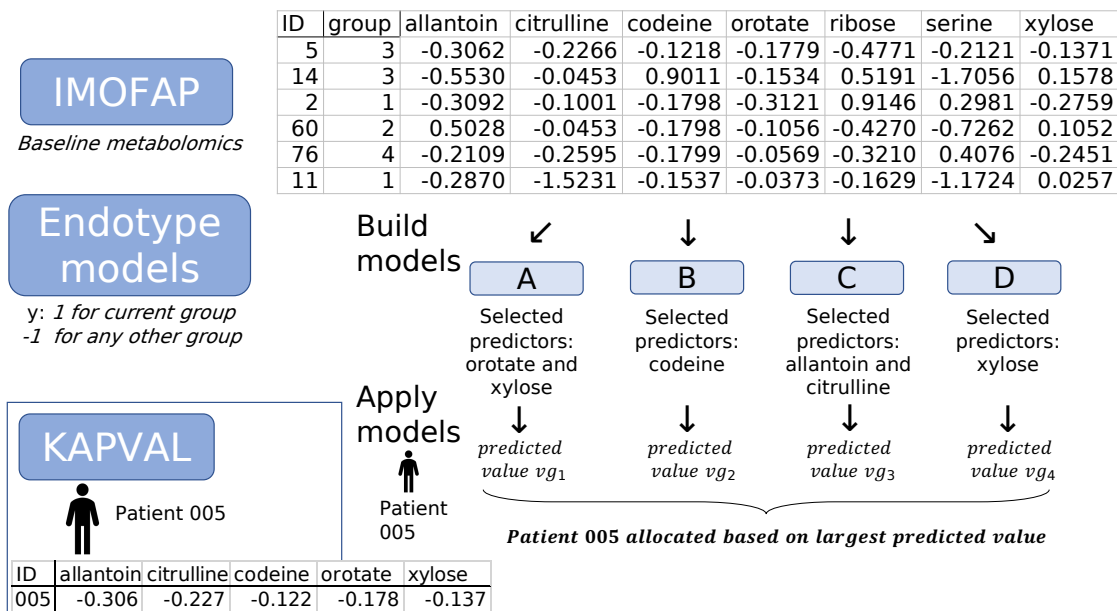 ID group allantoin citrulline codeine orotate ribose serine xylose
5 3 -0.3062 -0.2266 -0.1218 -0.1779 -0.4771 -0.2121 -0.1371
14 3 -0.5530 -0.0453 0.9011 -0.1534 0.5191 -1.7056 0.1578
2 1 -0.3092 -0.1001 -0.1798 -0.3121 0.9146 0.2981 -0.2759
60 2 0.5028 -0.0453 -0.1798 -0.1056 -0.4270 -0.7262 0.1052
76 4 -0.2109 -0.2595 -0.1799 -0.0569 -0.3210 0.4076 -0.2451
11 1 -0.2870 -1.5231 -0.1537 -0.0373 -0.1629 -1.1724 0.0257
IMOFAP
Baseline metabolomics
Endotype
models
y: 1 for current group
-1 for any other group
Build
models
A
Selected
predictors:
orotate and
xylose
B
Selected
predictors:
codeine
C
Selected
predictors:
allantoin and
citrulline
D
Selected
predictors:
xylose
Apply
models
Patient
005
predicted
value vg₁
predicted
value vg₂
predicted
value vg₃
predicted
value vg₄
Patient 005 allocated based on largest predicted value
KAPVAL
Patient 005
ID allantoin citrulline codeine orotate xylose
005 -0.306 -0.227 -0.122 -0.178 -0.137